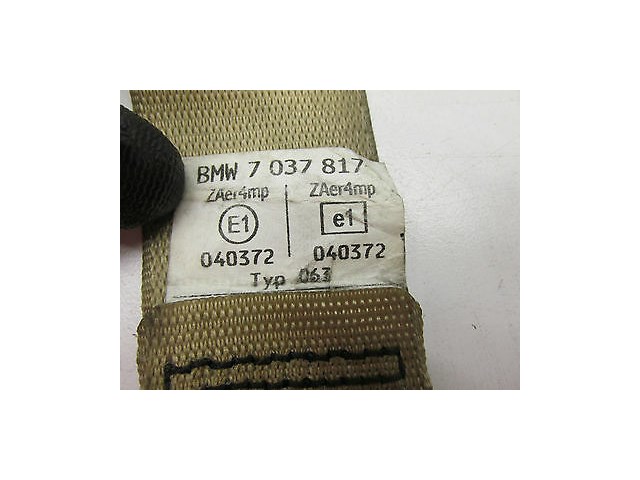 BMW 7 037 817
ZAer4mp ZAer4mp
E1 e1
040372 040372
Typ 063